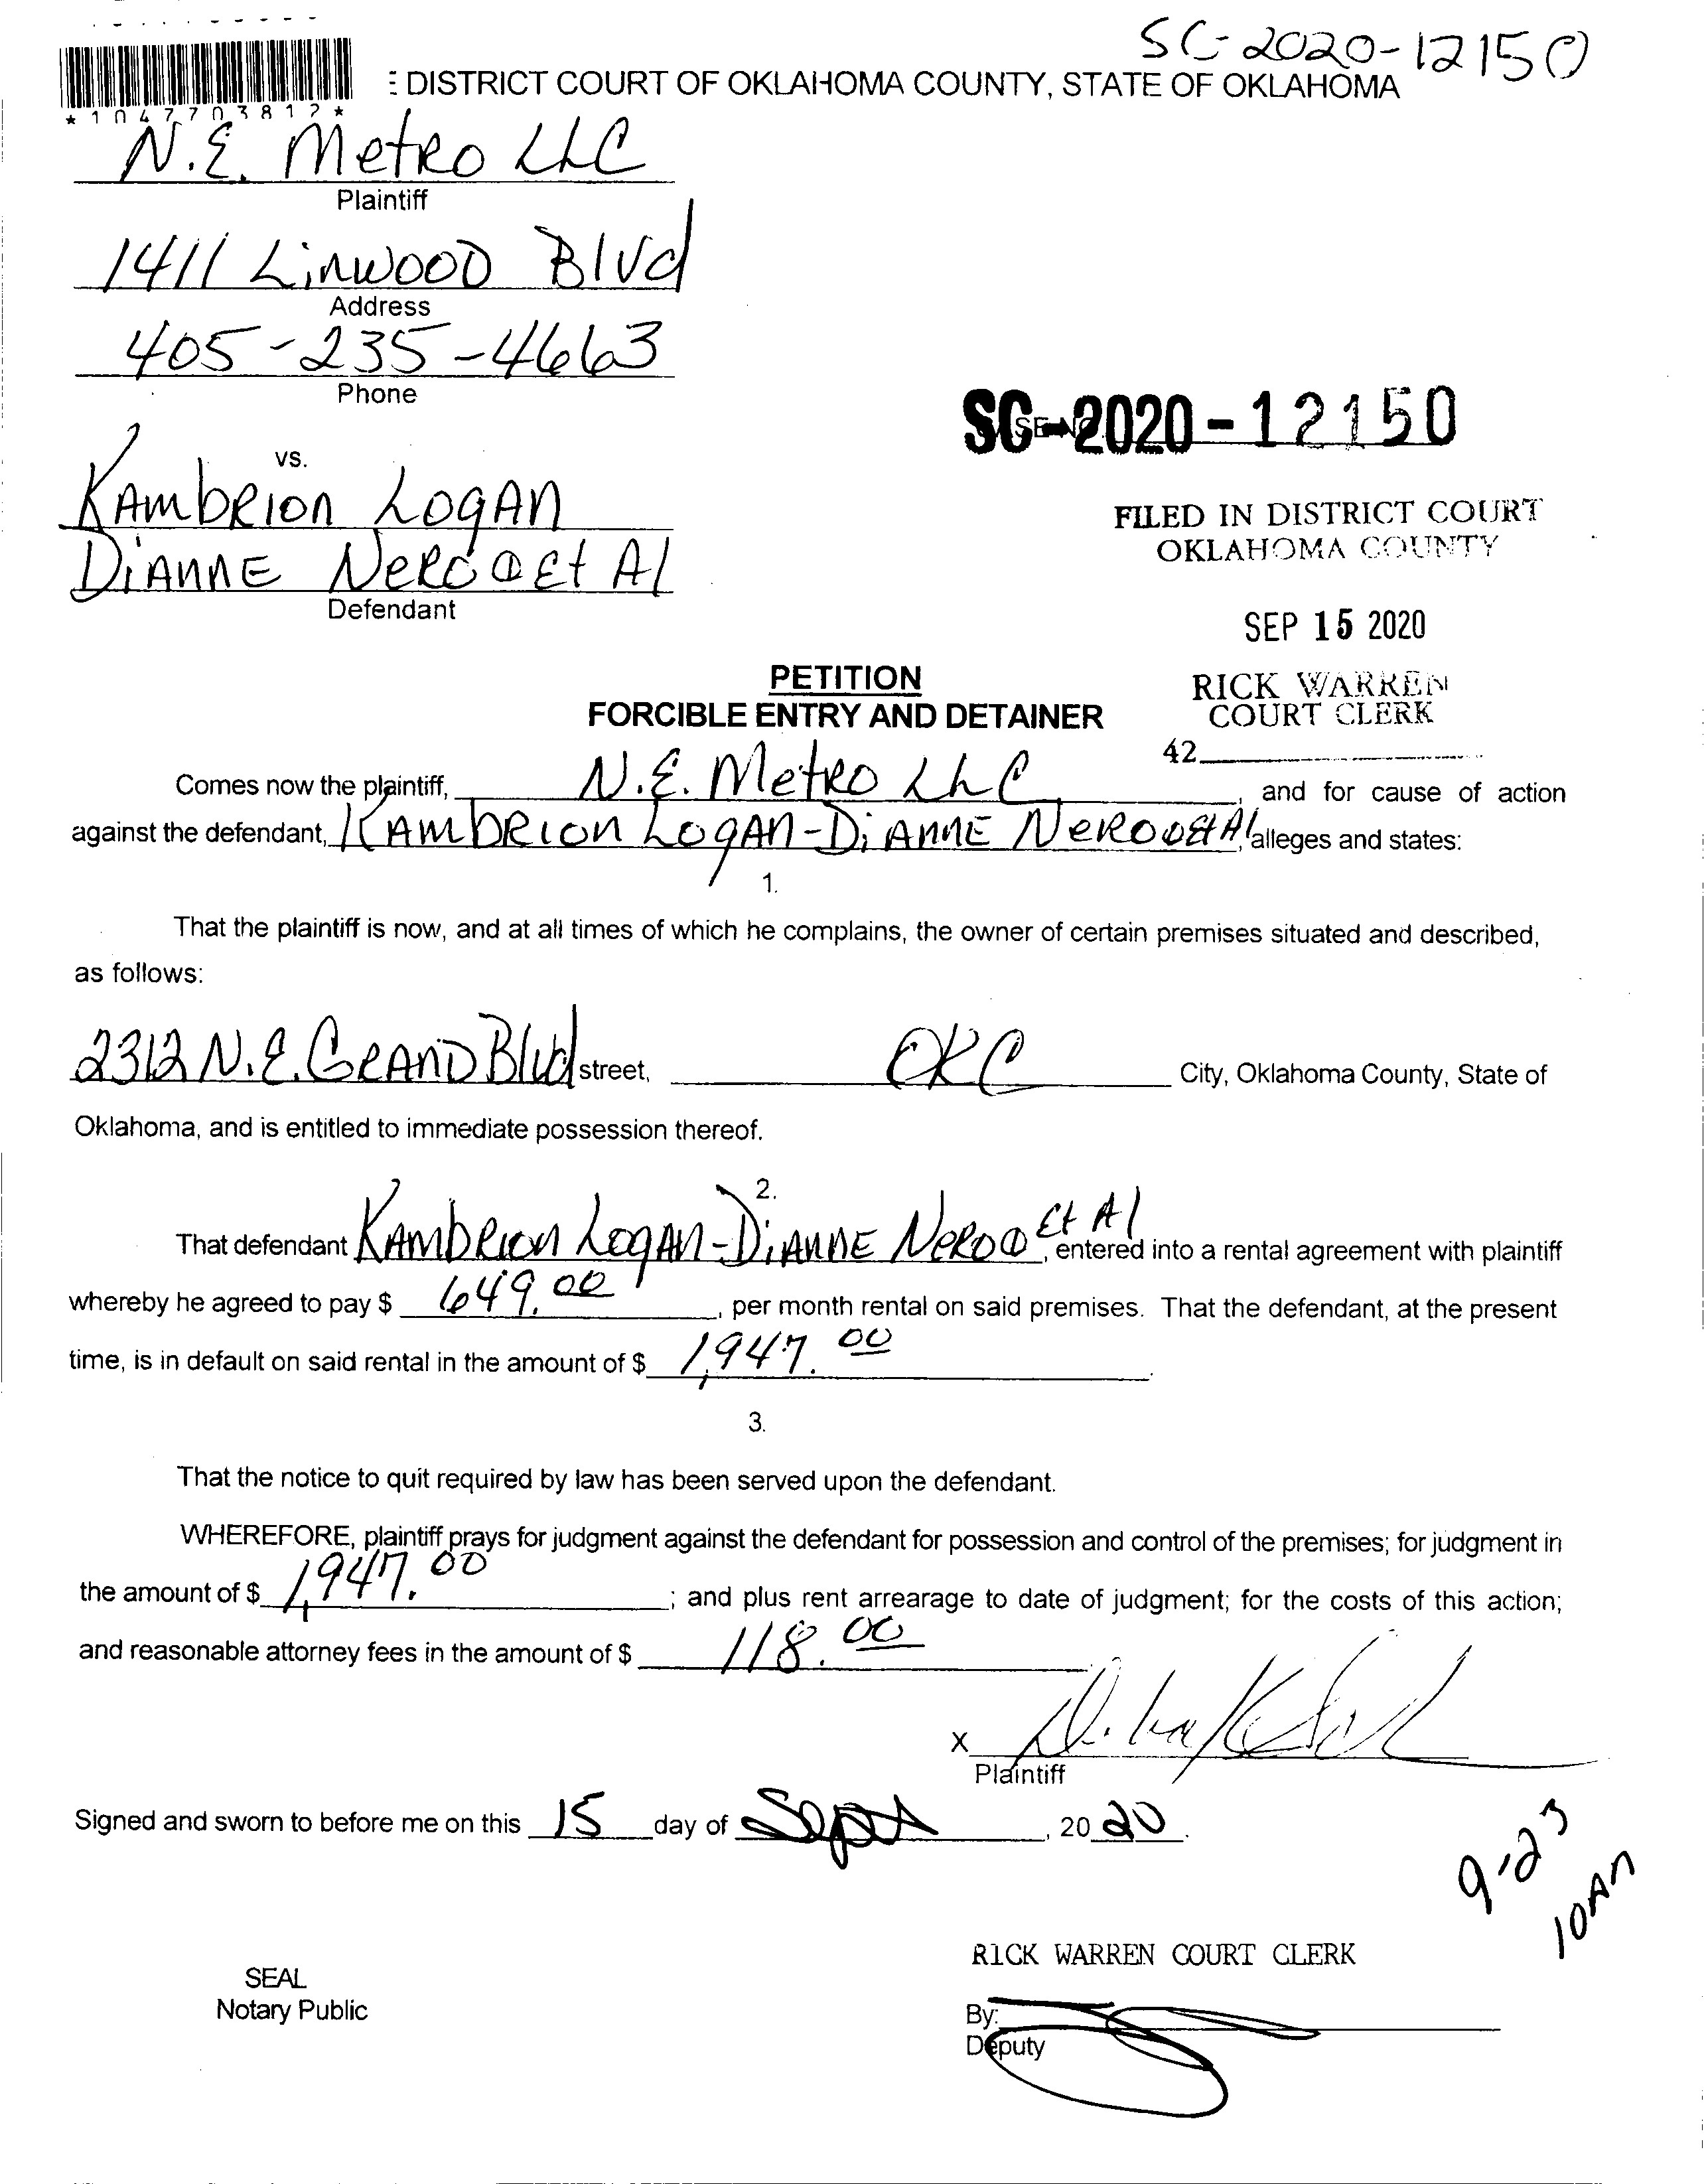 SC-2020-12150
DISTRICT COURT OF OKLAHOMA COUNTY, STATE OF OKLAHOMA
*1047703812*
N.E. Metro LLC
Plaintiff
1411 Linwood Blvd
Address
405-235-4663
Phone
SC-2020-12150
vs.
Kambrion Logan
Dianne Nero Et Al
Defendant
FILED IN DISTRICT COURT
OKLAHOMA COUNTY
SEP 15 2020
RICK WARREN
COURT CLERK
42
PETITION
FORCIBLE ENTRY AND DETAINER
Comes now the plaintiff, N.E. Metro LLC, and for cause of action
against the defendant, Kambrion Logan-Dianne Nero Et Al, alleges and states:
1.
That the plaintiff is now, and at all times of which he complains, the owner of certain premises situated and described,
as follows:
2312 N.E. Grand Blvd street, OKC City, Oklahoma County, State of
Oklahoma, and is entitled to immediate possession thereof.
2.
That defendant Kambrion Logan-Dianne Nero Et Al, entered into a rental agreement with plaintiff
whereby he agreed to pay $ 649.00, per month rental on said premises. That the defendant, at the present
time, is in default on said rental in the amount of $ 1,947.00.
3.
That the notice to quit required by law has been served upon the defendant.
WHEREFORE, plaintiff prays for judgment against the defendant for possession and control of the premises; for judgment in
the amount of $ 1,947.00; and plus rent arrearage to date of judgment; for the costs of this action;
and reasonable attorney fees in the amount of $ 118.00
X
Plaintiff
Signed and sworn to before me on this 15 day of Sept, 2020.
9-23
10AM
RICK WARREN COURT CLERK
SEAL
Notary Public
By:
Deputy